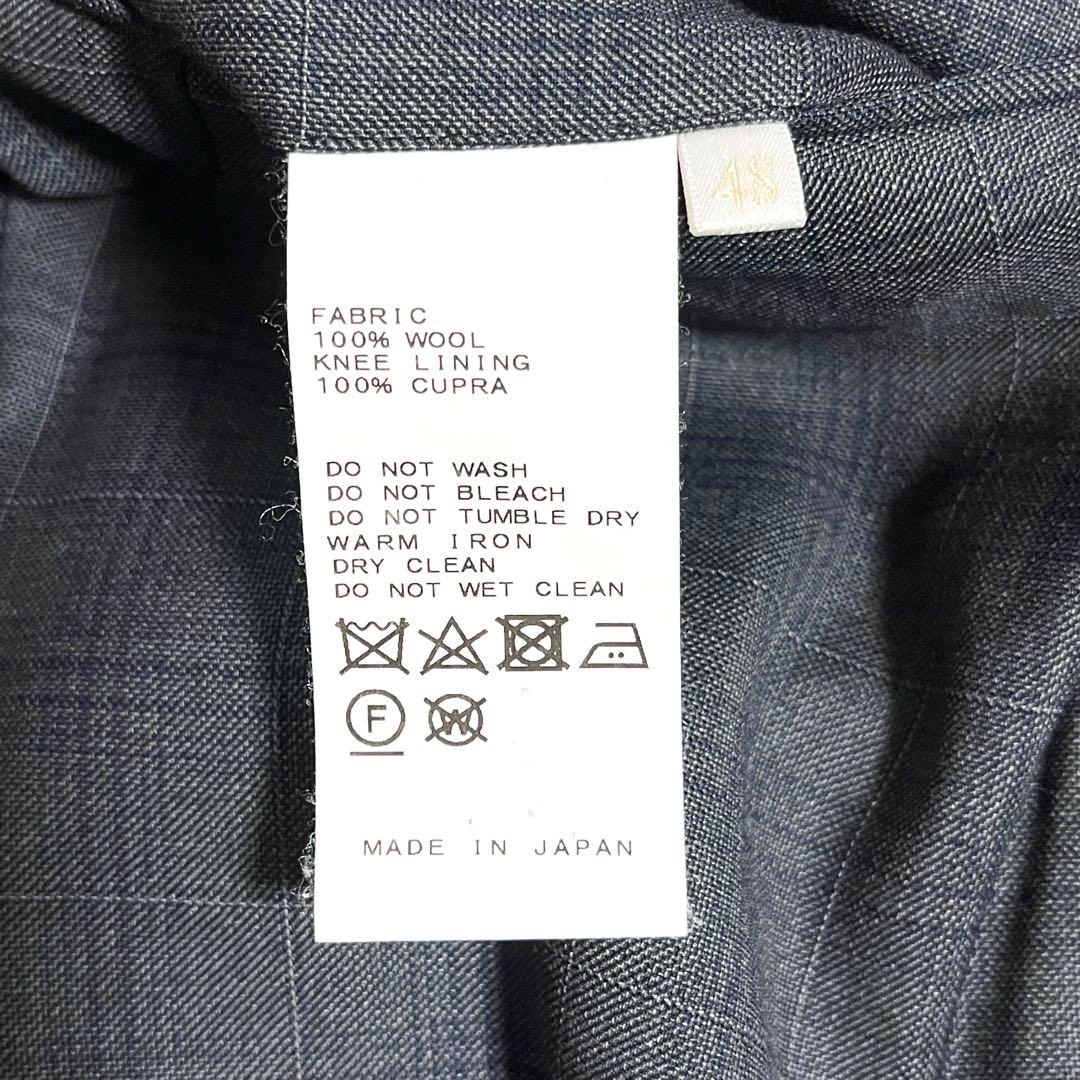 48
FABRIC
100% WOOL
KNEE LINING
100% CUPRA
DO NOT WASH
DO NOT BLEACH
DO NOT TUMBLE DRY
WARM IRON
DRY CLEAN
DO NOT WET CLEAN
F W
MADE IN JAPAN